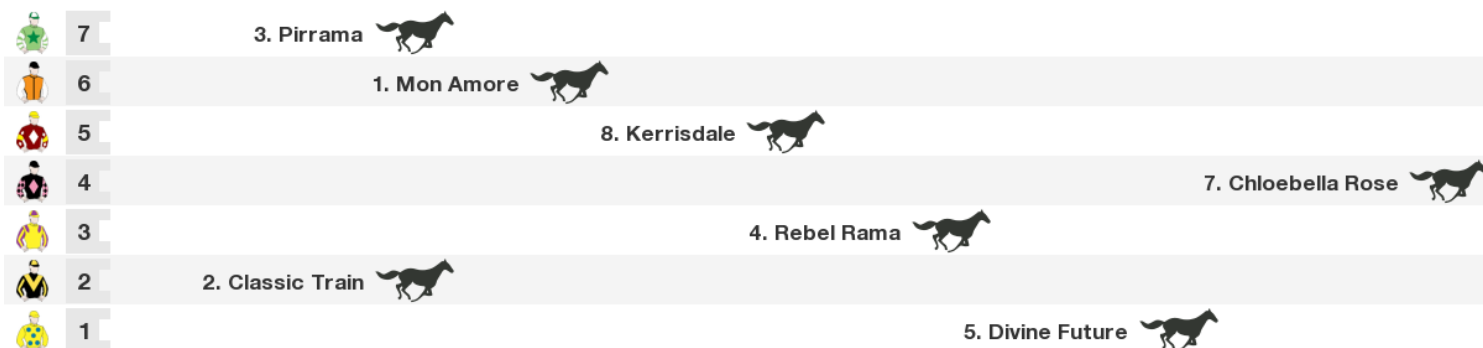 7 3. Pirrama
6 1. Mon Amore
5 8. Kerrisdale
4 7. Chloebella Rose
3 4. Rebel Rama
2 2. Classic Train
1 5. Divine Future